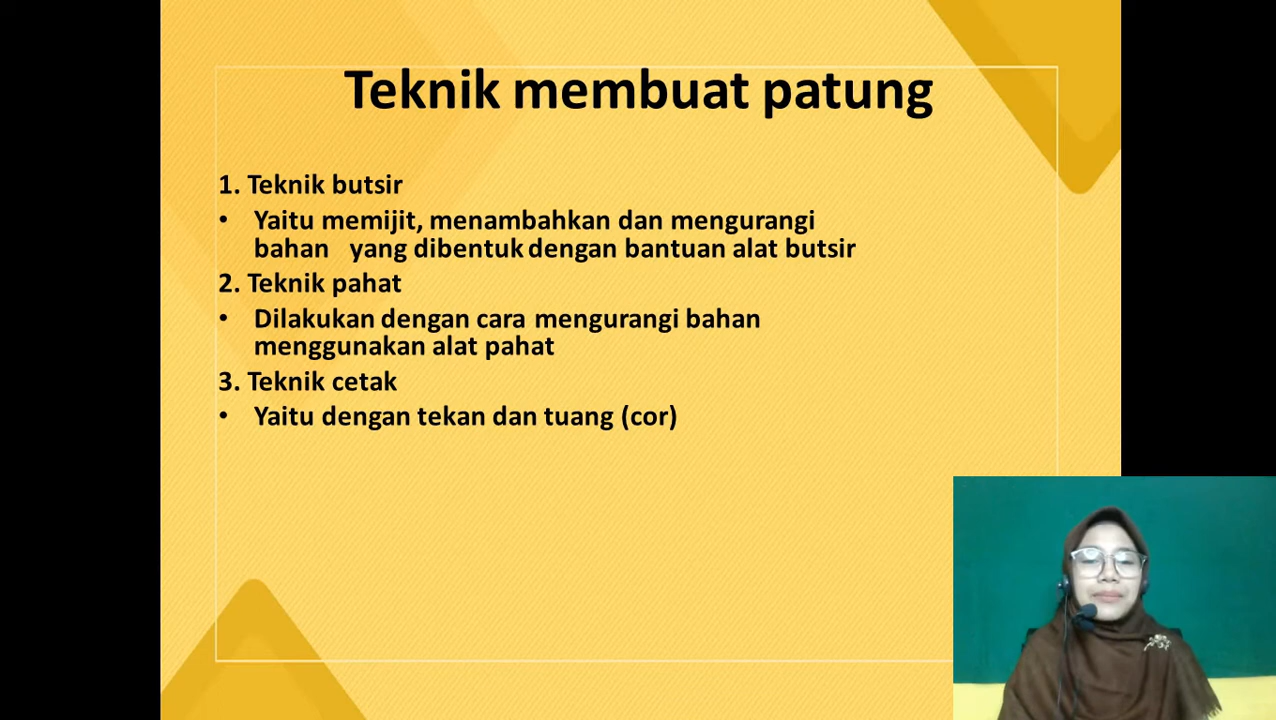 Teknik membuat patung
1. Teknik butsir
• Yaitu memijit, menambahkan dan mengurangi
bahan yang dibentuk dengan bantuan alat butsir
2. Teknik pahat
• Dilakukan dengan cara mengurangi bahan
menggunakan alat pahat
3. Teknik cetak
• Yaitu dengan tekan dan tuang (cor)